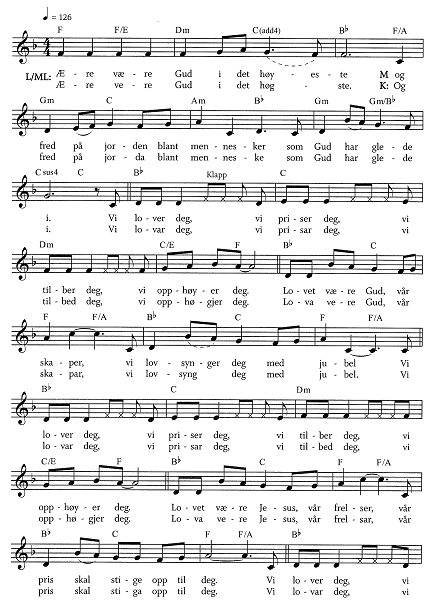 ♩ = 126
F F/E Dm C(add4) B♭ F/A
L/ML: Æ - re væ - re Gud i det høy - es - te M og
Æ - re ve - re Gud i det høg - ste. K: Og
Gm C Am B♭ Gm Gm/B♭
fred på jor - den blant men - nes - ker som Gud har gle - de
fred på jor - da blant men - nes - ke som Gud har gle - de
C sus4 C B♭ Klapp C
i. Vi lo - ver deg, vi pri - ser deg, vi
i. Vi lo - var deg, vi pri - sar deg, vi
Dm C/E F B♭ C
til - ber deg, vi opp - høy - er deg. Lo - vet væ - re Gud, vår
til - bed deg, vi opp - hø - gjer deg. Lo - va ve - re Gud, vår
F F/A B♭ C F F/A
ska - per, vi lov - syn - ger deg med ju - bel Vi
ska - par, vi lov - syng deg med ju - bel. Vi
B♭ C Dm
lo - ver deg, vi pri - ser deg, vi til - ber deg, vi
lo - var deg, vi pri - sar deg, vi til - bed deg, vi
C/E F B♭ C F F/A
opp - høy - er deg. Lo - vet væ - re Je - sus, vår frel - ser, vår
opp - hø - gjer deg. Lo - va ve - re Je - sus, vår frel - sar, vår
B♭ C F F/A B♭
pris skal sti - ge opp til deg. Vi lo - ver deg, vi
pris skal sti - ga opp til deg. Vi lo - var deg, vi